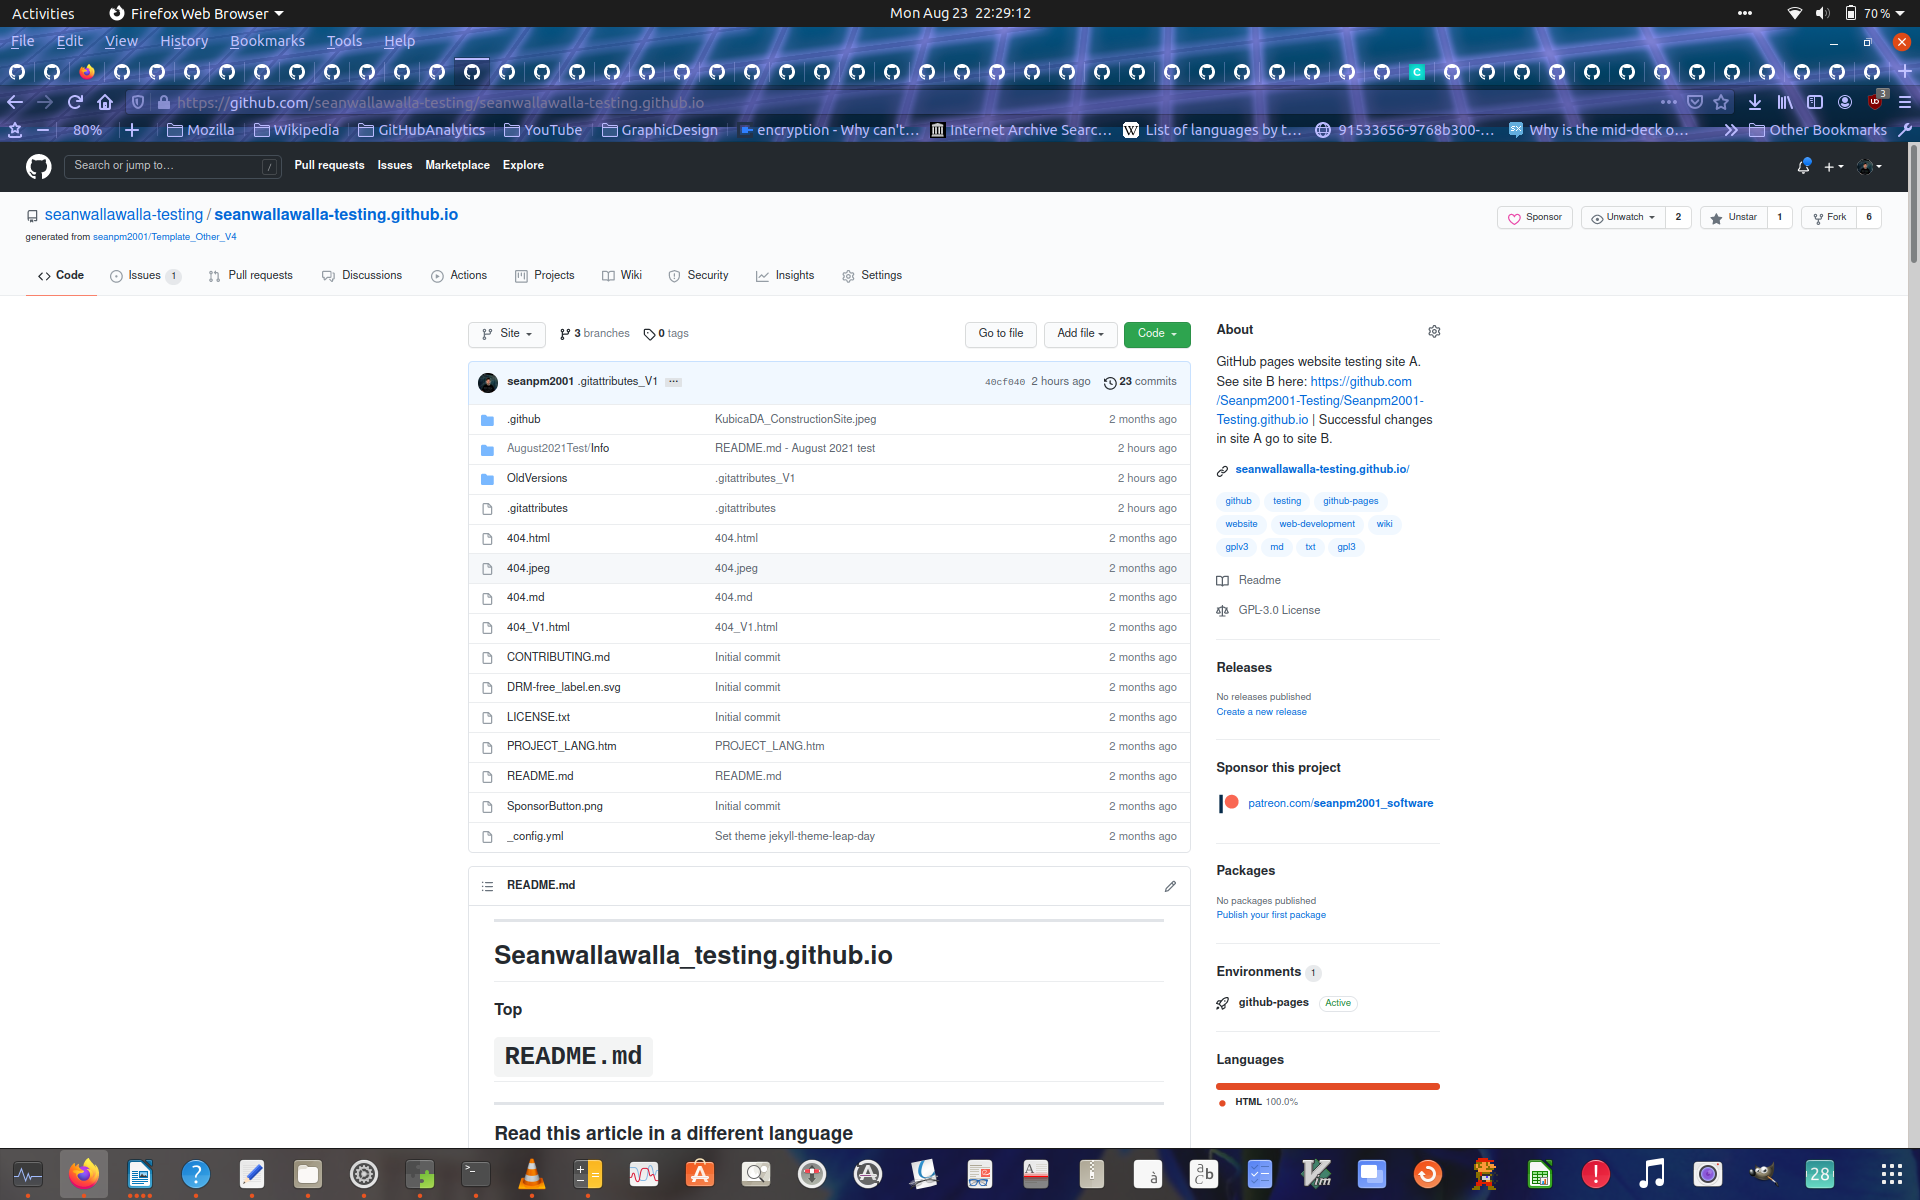 Activities Firefox Web Browser Mon Aug 23 22:29:12 70 %
File Edit View History Bookmarks Tools Help
https://github.com/seanwallawalla-testing/seanwallawalla-testing.github.io 3
80% Mozilla Wikipedia GitHubAnalytics YouTube GraphicDesign encryption - Why can't... Internet Archive Searc... List of languages by t... 91533656-9768b300-... Why is the mid-deck o... Other Bookmarks
Search or jump to... / Pull requests Issues Marketplace Explore
seanwallawalla-testing / seanwallawalla-testing.github.io Sponsor Unwatch 2 Unstar 1 Fork 6
generated from seanpm2001/Template_Other_V4
Code Issues 1 Pull requests Discussions Actions Projects Wiki Security Insights Settings
Site 3 branches 0 tags Go to file Add file Code
seanpm2001 .gitattributes_V1 ... 40cf040 2 hours ago 23 commits
.github KubicaDA_ConstructionSite.jpeg 2 months ago
August2021Test/Info README.md - August 2021 test 2 hours ago
OldVersions .gitattributes_V1 2 hours ago
.gitattributes .gitattributes 2 hours ago
404.html 404.html 2 months ago
404.jpeg 404.jpeg 2 months ago
404.md 404.md 2 months ago
404_V1.html 404_V1.html 2 months ago
CONTRIBUTING.md Initial commit 2 months ago
DRM-free_label.en.svg Initial commit 2 months ago
LICENSE.txt Initial commit 2 months ago
PROJECT_LANG.htm PROJECT_LANG.htm 2 months ago
README.md README.md 2 months ago
SponsorButton.png Initial commit 2 months ago
_config.yml Set theme jekyll-theme-leap-day 2 months ago
README.md
Seanwallawalla_testing.github.io
Top
README.md
Read this article in a different language
About
GitHub pages website testing site A.
See site B here: https://github.com
/Seanpm2001-Testing/Seanpm2001-
Testing.github.io | Successful changes
in site A go to site B.
seanwallawalla-testing.github.io/
github testing github-pages
website web-development wiki
gplv3 md txt gpl3
Readme
GPL-3.0 License
Releases
No releases published
Create a new release
Sponsor this project
patreon.com/seanpm2001_software
Packages
No packages published
Publish your first package
Environments 1
github-pages Active
Languages
HTML 100.0%
28